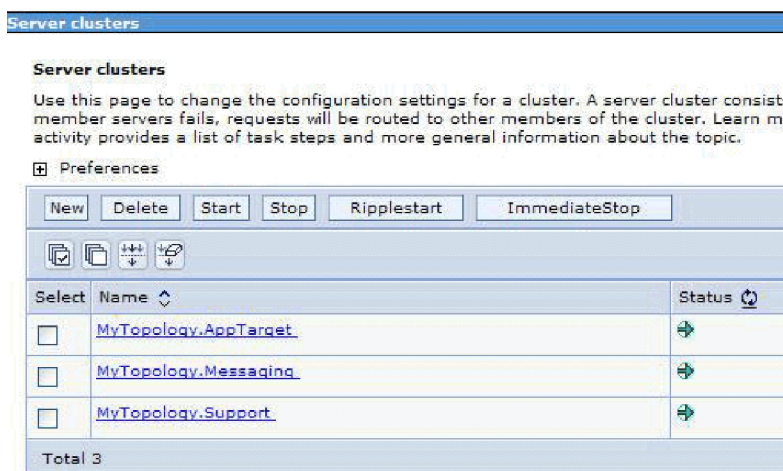 Server clusters
Server clusters
Use this page to change the configuration settings for a cluster. A server cluster consist
member servers fails, requests will be routed to other members of the cluster. Learn m
activity provides a list of task steps and more general information about the topic.
Preferences
New Delete Start Stop Ripplestart ImmediateStop
Select Name Status
MyTopology.AppTarget
MyTopology.Messaging
MyTopology.Support
Total 3